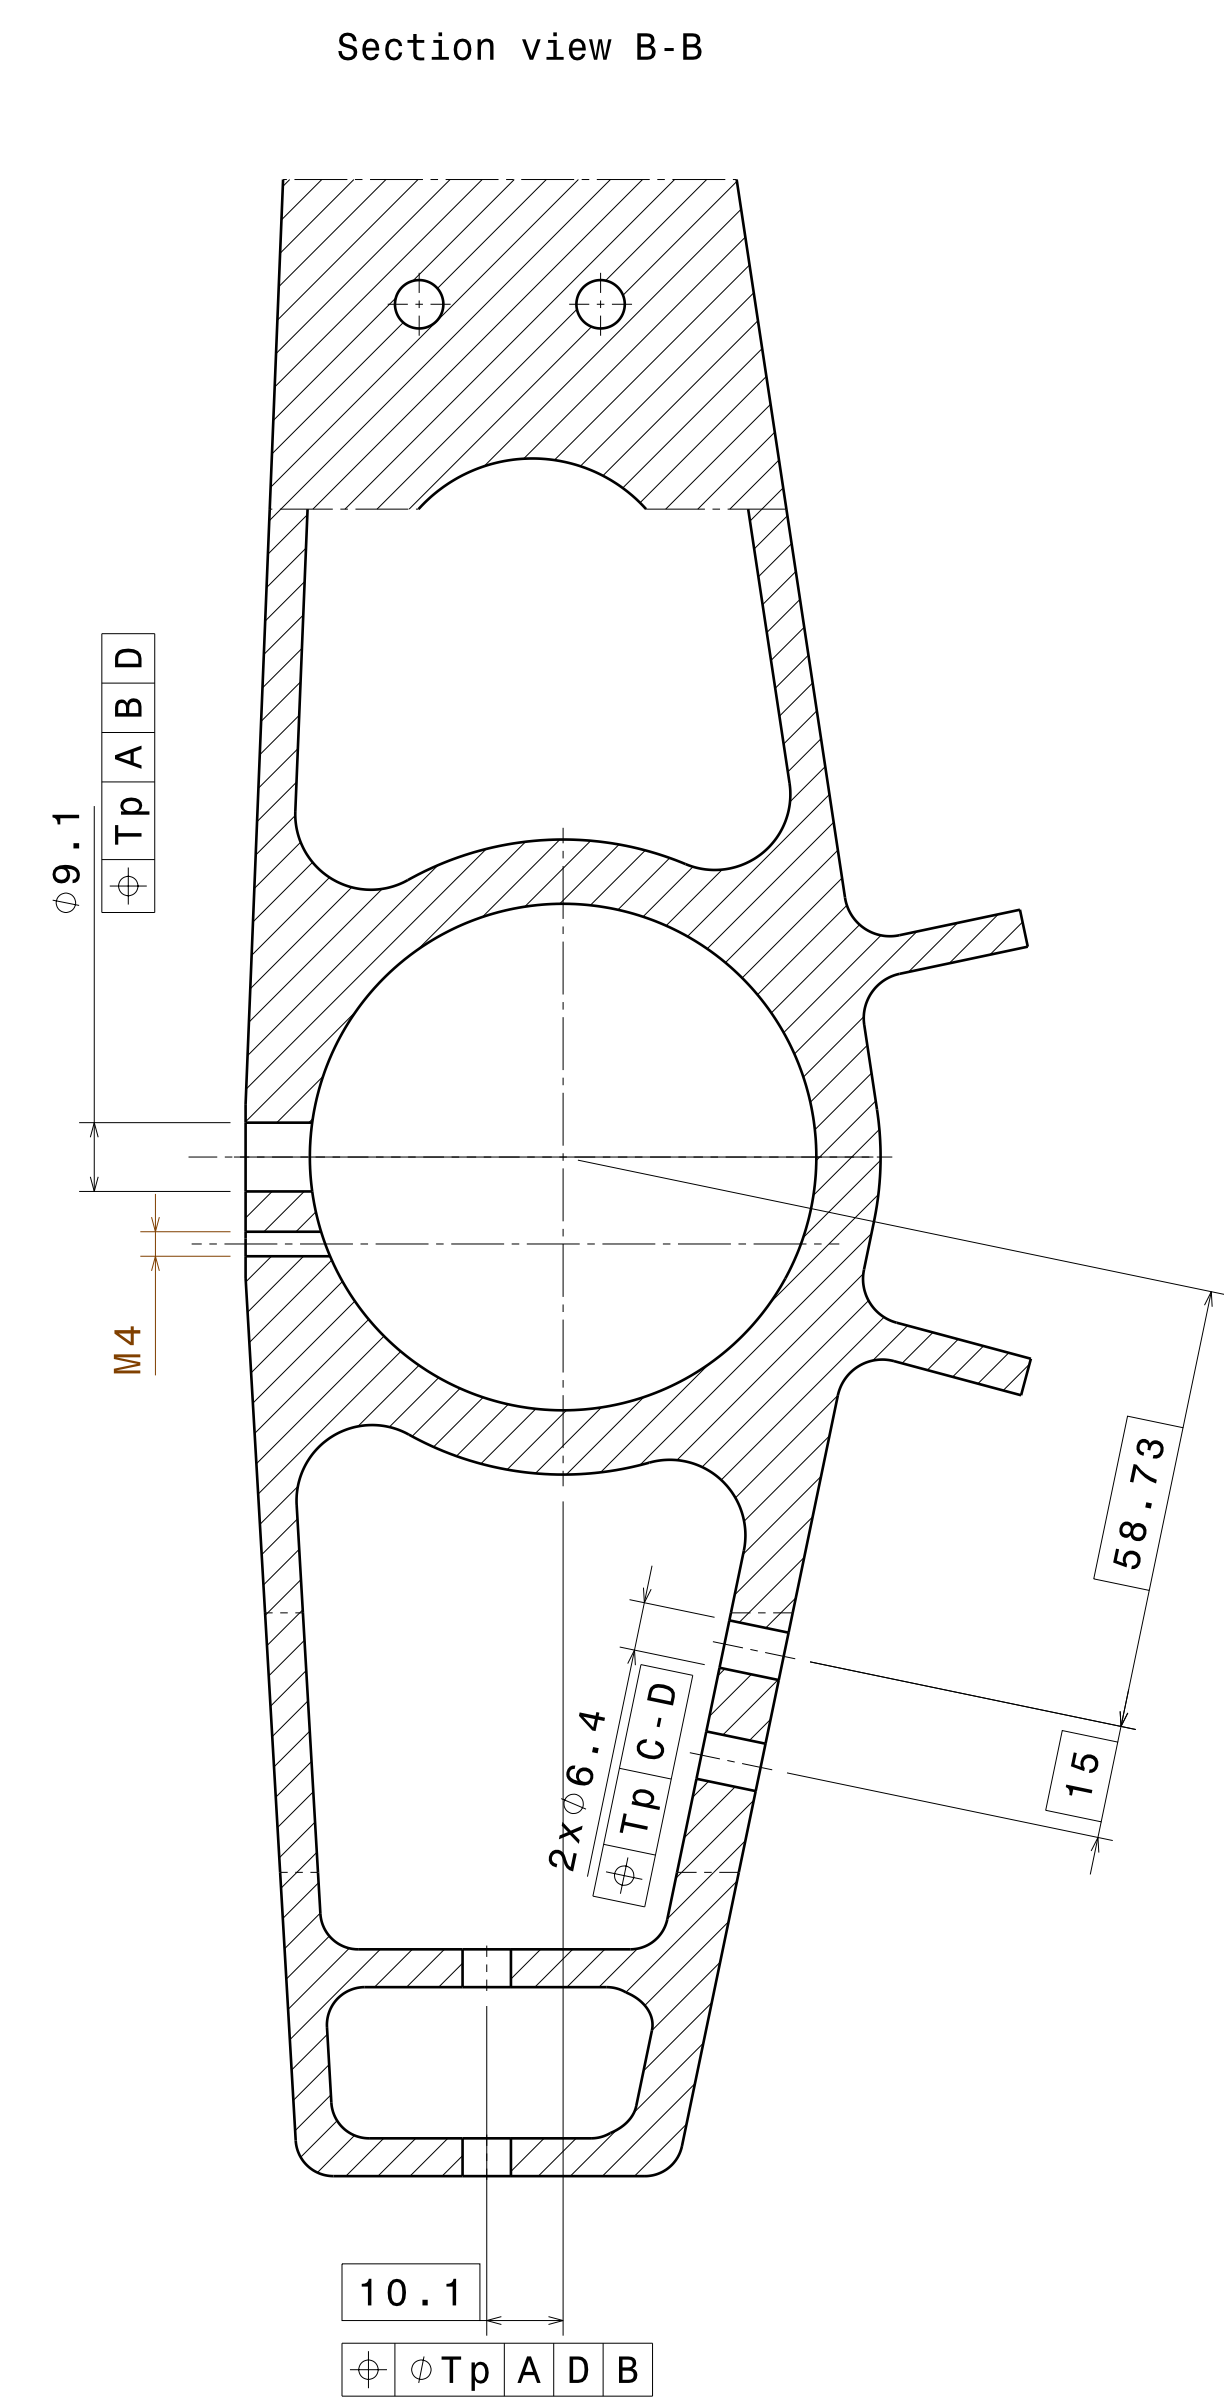 Section view B-B
⌀9.1
⌖ Tp A B D
M4
58.73
15
2x⌀6.4
⌖ Tp C-D
10.1
⌖ ⌀Tp A D B